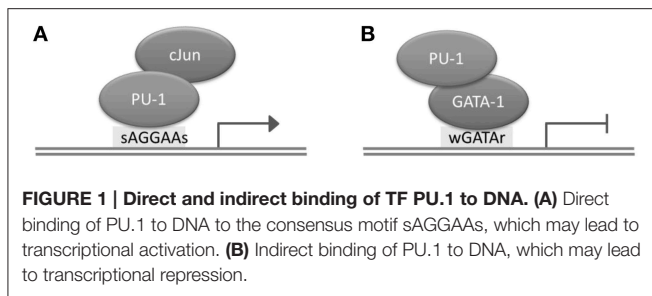 A
B
cJun
PU-1
PU-1
GATA-1
sAGGAAs
wGATAr
FIGURE 1 | Direct and indirect binding of TF PU.1 to DNA. (A) Direct
binding of PU.1 to DNA to the consensus motif sAGGAAs, which may lead to
transcriptional activation. (B) Indirect binding of PU.1 to DNA, which may lead
to transcriptional repression.